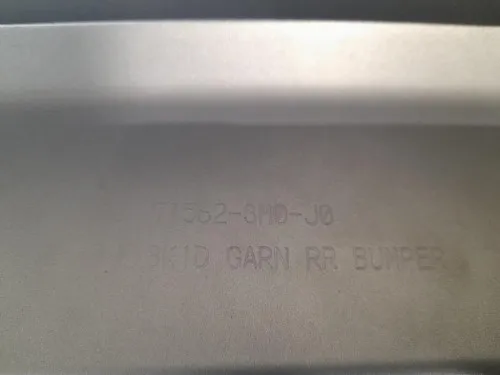 71562-3M0-J0
SKID GARN RR BUMPER